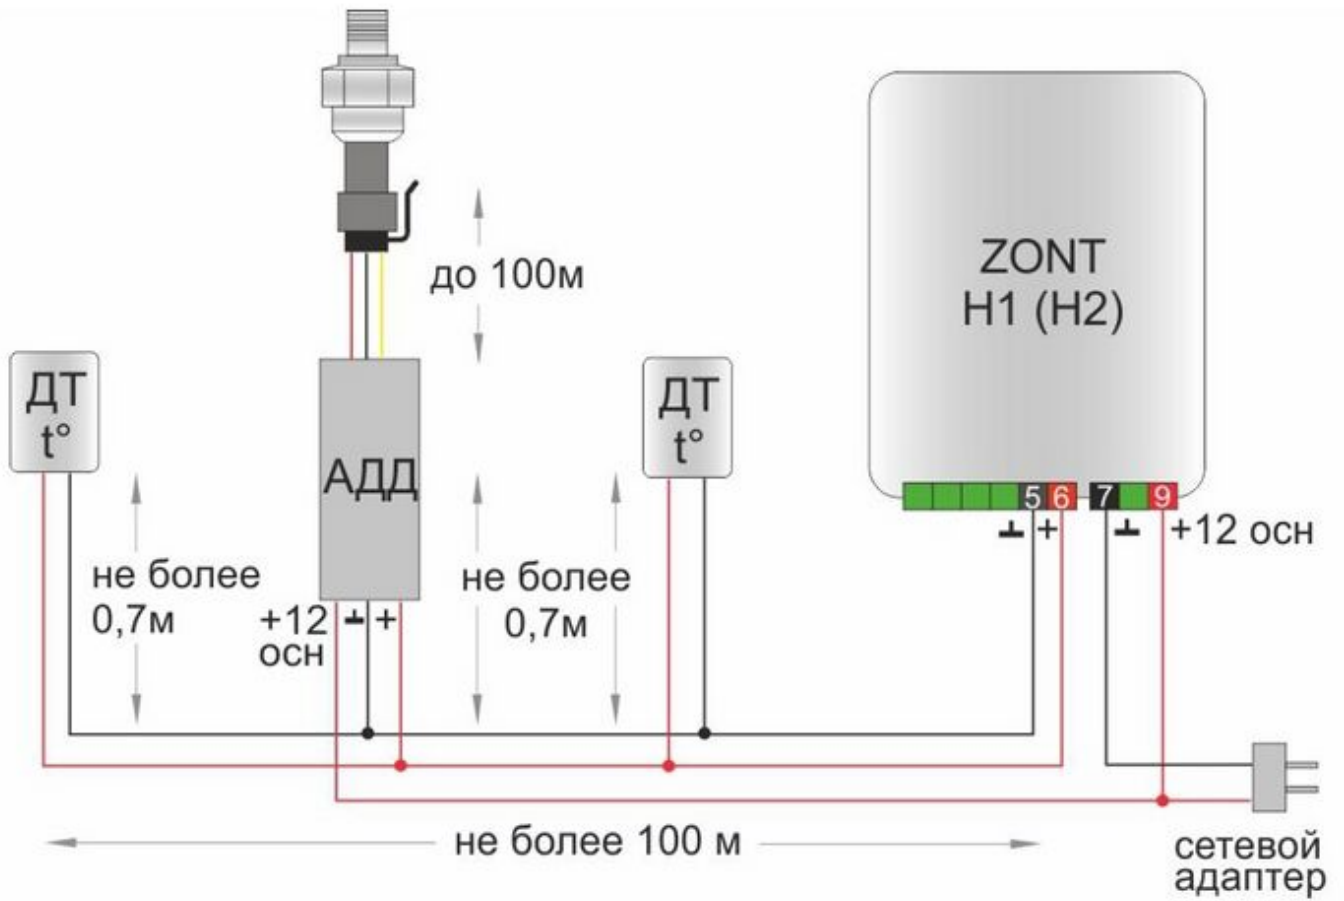 до 100м
ZONT
H1 (H2)
ДТ
t°
АДД
ДТ
t°
5 6 7 9
+
+12 осн
не более
0,7м
+12
осн
+
не более
0,7м
не более 100 м
сетевой
адаптер